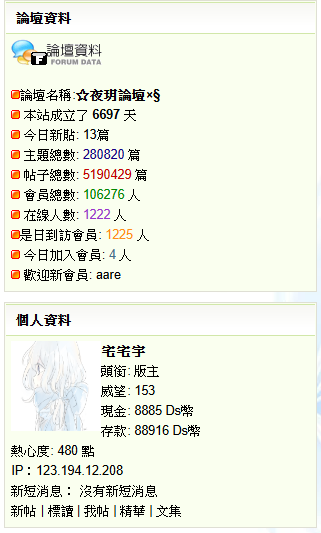 論壇資料
論壇資料
FORUM DATA
論壇名稱:☆夜玥論壇×§
本站成立了 6697 天
今日新貼: 13篇
主題總數: 280820 篇
帖子總數: 5190429 篇
會員總數: 106276 人
在線人數: 1222 人
是日到訪會員: 1225 人
今日加入會員: 4 人
歡迎新會員: aare
個人資料
宅宅宇
頭銜: 版主
威望: 153
現金: 8885 Ds幣
存款: 88916 Ds幣
熱心度: 480 點
IP：123.194.12.208
新短消息： 沒有新短消息
新帖 | 標讀 | 我帖 | 精華 | 文集